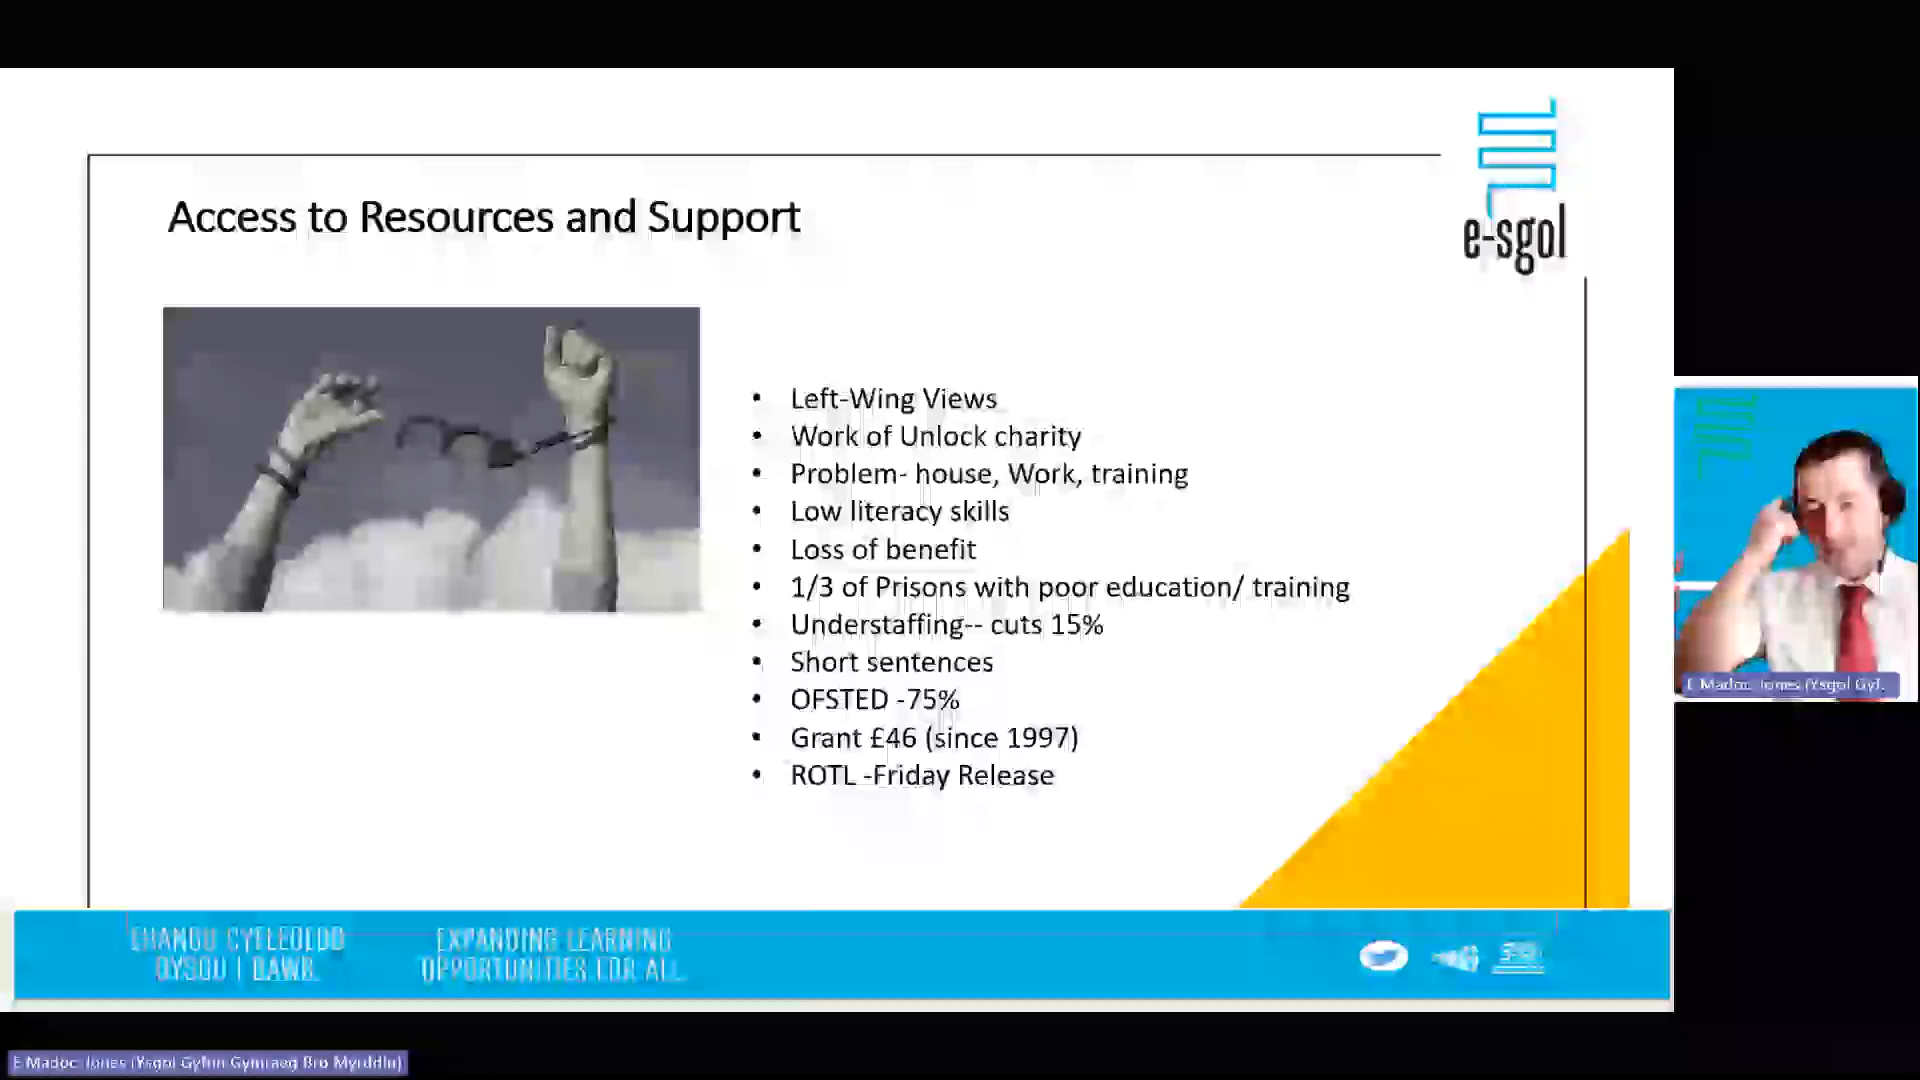 Access to Resources and Support
e-sgol
• Left-Wing Views
• Work of Unlock charity
• Problem- house, Work, training
• Low literacy skills
• Loss of benefit
• 1/3 of Prisons with poor education/ training
• Understaffing-- cuts 15%
• Short sentences
• OFSTED -75%
• Grant £46 (since 1997)
• ROTL -Friday Release
E Madoc Jones (Ysgol Gyf...
EHANGU CYFLEOEDD
DYSGU I BAWB.
EXPANDING LEARNING
OPPORTUNITIES FOR ALL.
E Madoc Jones (Ysgol Gyfun Gymraeg Bro Myrddin)